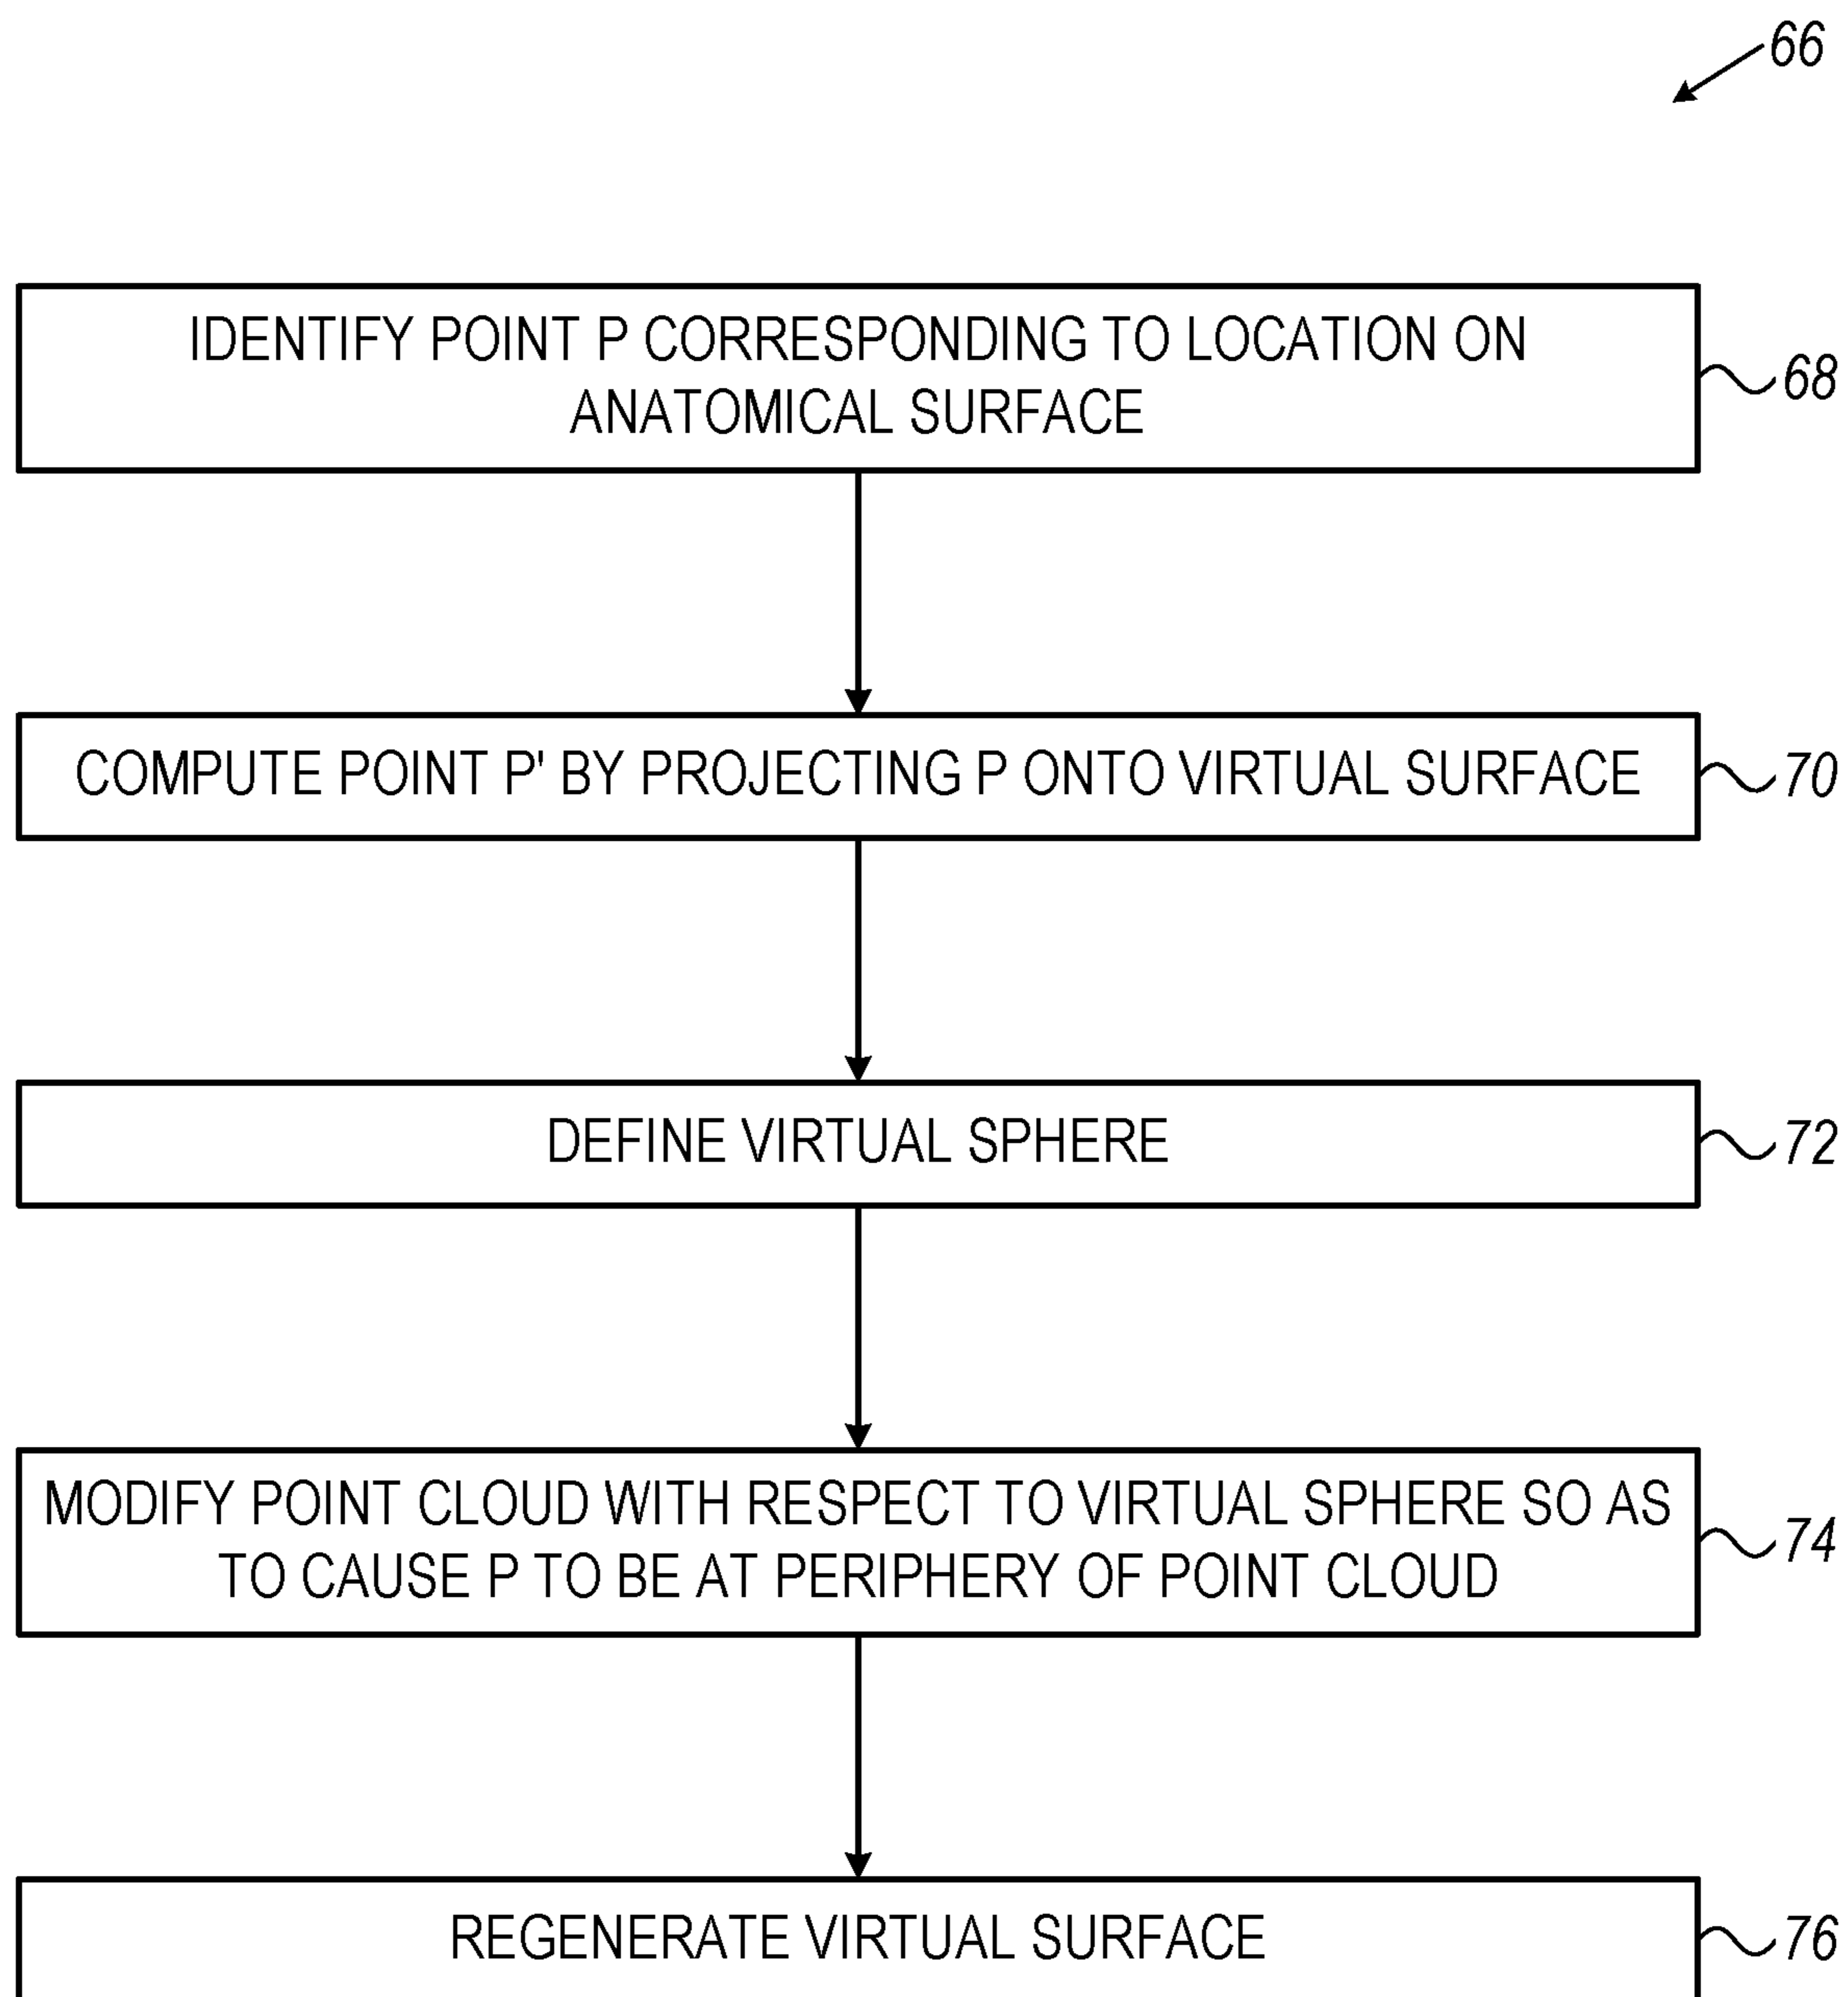 66
IDENTIFY POINT P CORRESPONDING TO LOCATION ON
ANATOMICAL SURFACE
68
COMPUTE POINT P' BY PROJECTING P ONTO VIRTUAL SURFACE
70
DEFINE VIRTUAL SPHERE
72
MODIFY POINT CLOUD WITH RESPECT TO VIRTUAL SPHERE SO AS
TO CAUSE P TO BE AT PERIPHERY OF POINT CLOUD
74
REGENERATE VIRTUAL SURFACE
76